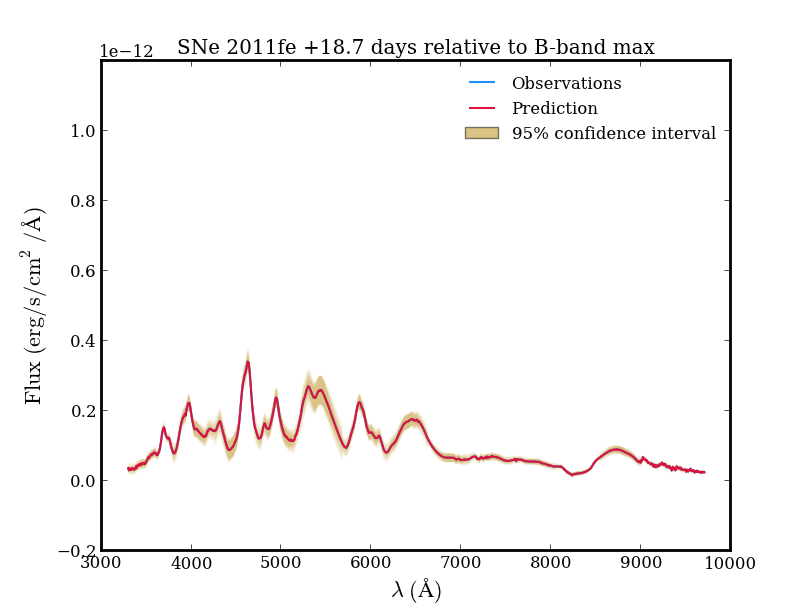 SNe 2011fe +18.7 days relative to B-band max
1e−12
Observations
Prediction
95% confidence interval
1.0
0.8
0.6
0.4
0.2
0.0
−0.2
3000 4000 5000 6000 7000 8000 9000 10000
Flux (erg/s/cm² /Å)
λ (Å)